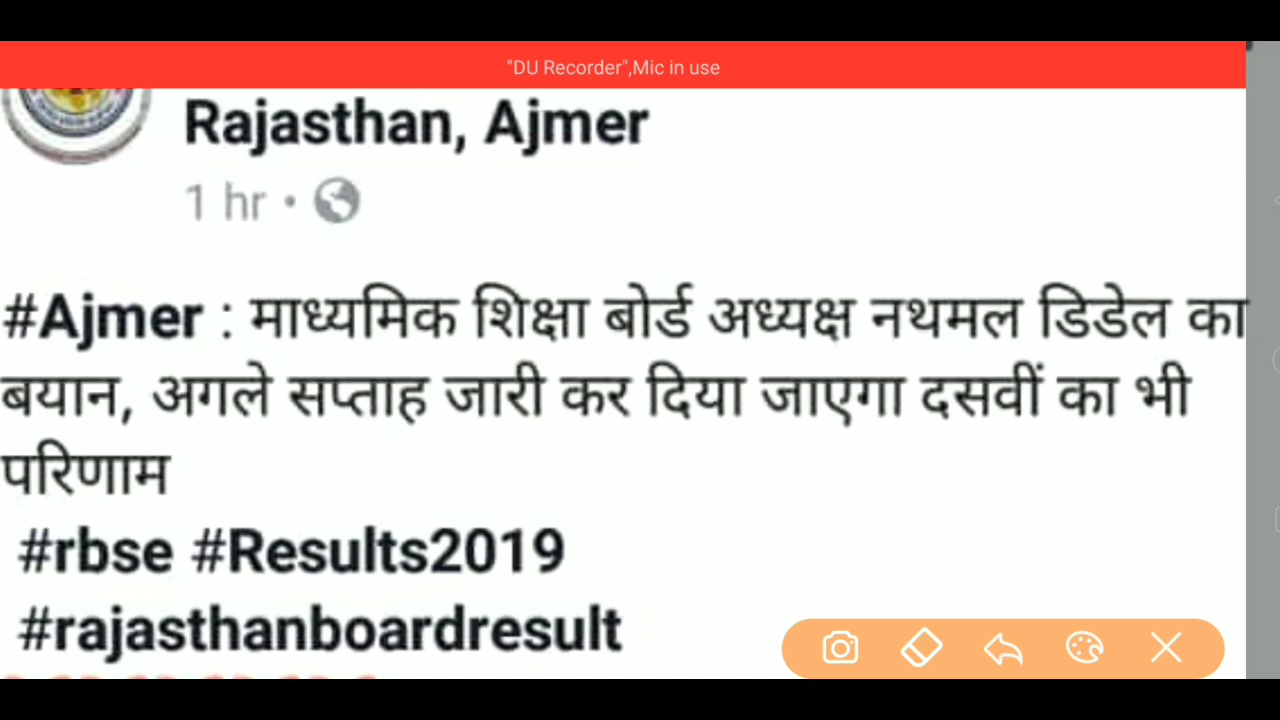 "DU Recorder",Mic in use
Rajasthan, Ajmer
1 hr •
#Ajmer : माध्यमिक शिक्षा बोर्ड अध्यक्ष नथमल डिडेल का
बयान, अगले सप्ताह जारी कर दिया जाएगा दसवीं का भी
परिणाम
#rbse #Results2019
#rajasthanboardresult